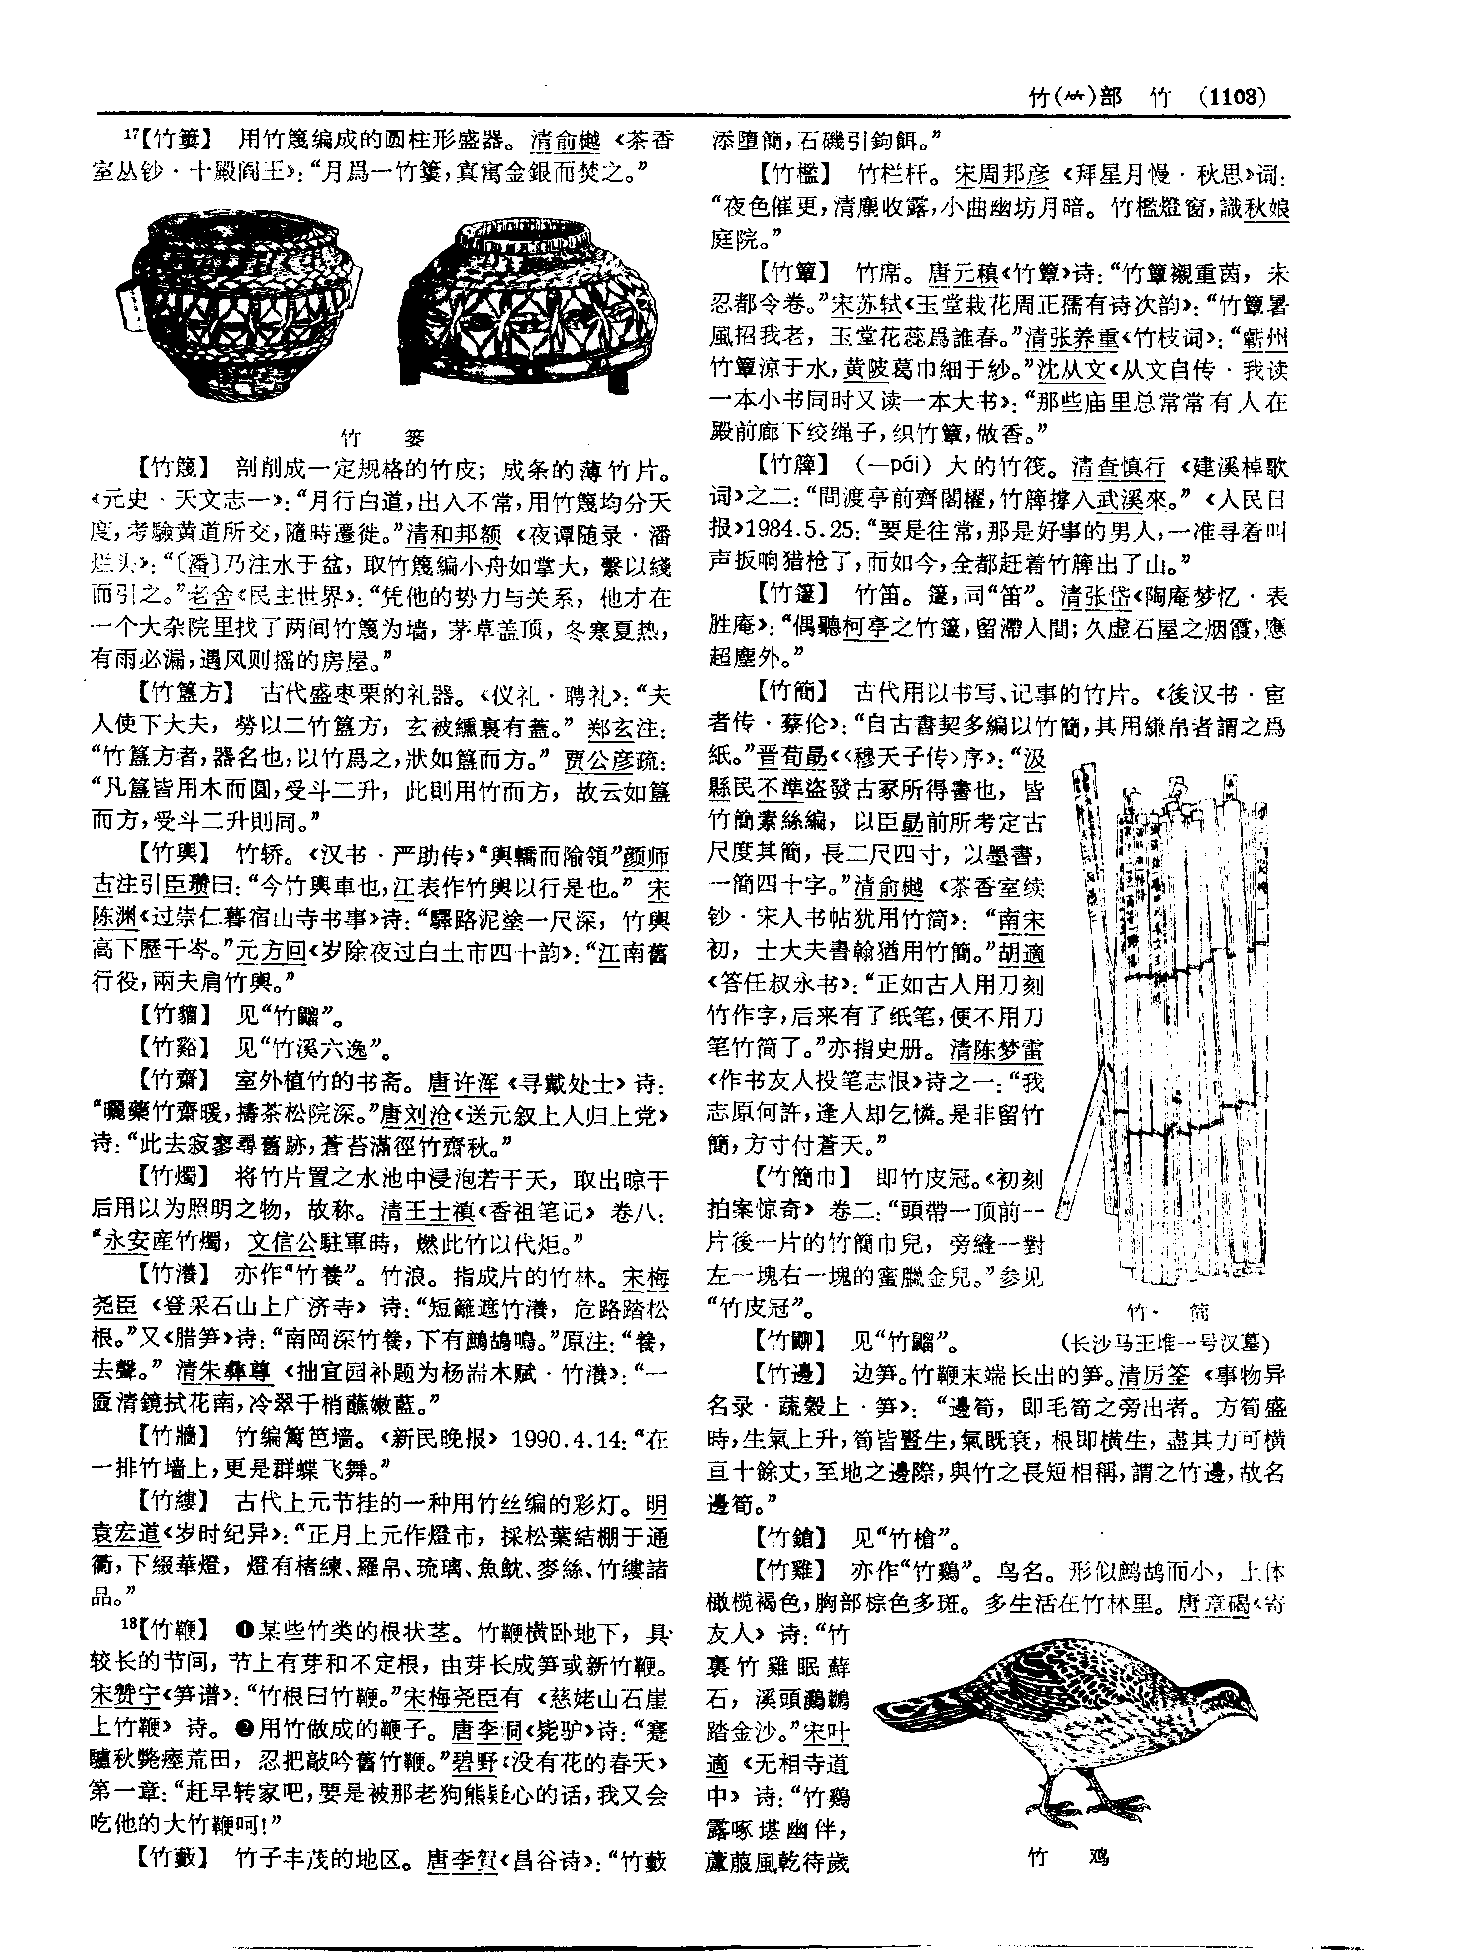 竹(⺮)部 竹 (1103)
17【竹簍】 用竹篾编成的圆柱形盛器。清俞樾《茶香
室丛钞·十殿阎王》：“月爲一竹簍，真寓金銀而焚之。”
竹 篓
【竹篾】 剖削成一定规格的竹皮；成条的薄竹片。
《元史·天文志一》：“月行白道，出入不常，用竹篾均分天
度，考驗黄道所交，隨時遷徙。”清和邦额《夜谭随录·潘
烂头》：“〔潘〕乃注水于盆，取竹篾编小舟如掌大，繫以綫
而引之。”老舍《民主世界》：“凭他的势力与关系，他才在
一个大杂院里找了两间竹篾为墙，茅草盖顶，冬寒夏热，
有雨必漏，遇风则摇的房屋。”
【竹簋方】 古代盛枣栗的礼器。《仪礼·聘礼》：“夫
人使下大夫，勞以二竹簋方，玄被纁裏有蓋。”郑玄注：
“竹簋方者，器名也，以竹爲之，狀如簋而方。”贾公彦疏：
“凡簋皆用木而圓，受斗二升，此則用竹而方，故云如簋
而方，受斗二升則同。”
【竹輿】 竹轿。《汉书·严助传》“輿轎而隃領”颜师
古注引臣瓒曰：“今竹輿車也，江表作竹輿以行是也。”宋
陈渊《过崇仁暮宿山寺书事》诗：“驛路泥塗一尺深，竹輿
高下歷千岑。”元方回《岁除夜过白土市四十韵》：“江南舊
行役，兩夫肩竹輿。”
【竹貂】 见“竹鼺”。
【竹谿】 见“竹溪六逸”。
【竹齋】 室外植竹的书斋。唐许浑《寻戴处士》诗：
“曬藥竹齋暖，擣茶松院深。”唐刘沧《送元叙上人归上党》
诗：“此去寂寥尋舊跡，蒼苔滿徑竹齋秋。”
【竹燭】 将竹片置之水池中浸泡若干天，取出晾干
后用以为照明之物，故称。清王士禛《香祖笔记》卷八：
“永安産竹燭，文信公駐軍時，燃此竹以代炬。”
【竹瀁】 亦作“竹養”。竹浪。指成片的竹林。宋梅
尧臣《登采石山上广济寺》诗：“短籬遮竹瀁，危路踏松
根。”又《腊笋》诗：“南岡深竹養，下有鷓鴣鳴。”原注：“養，
去聲。”清朱彝尊《拙宜园补题为杨耑木赋·竹瀁》：“一
匳清鏡拭花南，冷翠千梢蘸嫩藍。”
【竹牆】 竹编篱笆墙。《新民晚报》1990.4.14：“在
一排竹墙上，更是群蝶飞舞。”
【竹縷】 古代上元节挂的一种用竹丝编的彩灯。明
袁宏道《岁时纪异》：“正月上元作燈市，採松葉結棚于通
衢，下綴華燈，燈有楮練、羅帛、琉璃、魚魫、麥絲、竹縷諸
品。”
18【竹鞭】 ❶某些竹类的根状茎。竹鞭横卧地下，具
较长的节间，节上有芽和不定根，由芽长成笋或新竹鞭。
宋赞宁《笋谱》：“竹根曰竹鞭。”宋梅尧臣有《慈姥山石崖
上竹鞭》诗。❷用竹做成的鞭子。唐李洞《毙驴》诗：“蹇
驢秋斃瘞荒田，忍把敲吟舊竹鞭。”碧野《没有花的春天》
第一章：“赶早转家吧，要是被那老狗熊疑心的话，我又会
吃他的大竹鞭呵！”
【竹藪】 竹子丰茂的地区。唐李贺《昌谷诗》：“竹藪
添墮簡，石磯引鉤餌。”
【竹檻】 竹栏杆。宋周邦彦《拜星月慢·秋思》词：
“夜色催更，清塵收露，小曲幽坊月暗。竹檻燈窗，識秋娘
庭院。”
【竹簟】 竹席。唐元稹《竹簟》诗：“竹簟襯重茵，未
忍都令卷。”宋苏轼《玉堂栽花周正孺有诗次韵》：“竹簟暑
風招我老，玉堂花蕊爲誰春。”清张养重《竹枝词》：“蘄州
竹簟涼于水，黄陂葛巾細于紗。”沈从文《从文自传·我读
一本小书同时又读一本大书》：“那些庙里总常常有人在
殿前廊下绞绳子，织竹簟，做香。”
【竹簰】 （—pái）大的竹筏。清查慎行《建溪棹歌
词》之二：“問渡亭前齊閣櫂，竹簰撐入武溪來。”《人民日
报》1984.5.25：“要是往常，那是好事的男人，一准寻着叫
声扳响猎枪了，而如今，全都赶着竹簰出了山。”
【竹篴】 竹笛。篴，同“笛”。清张岱《陶庵梦忆·表
胜庵》：“偶聽柯亭之竹篴，留滯人間；久虚石屋之烟霞，應
超塵外。”
【竹簡】 古代用以书写、记事的竹片。《後汉书·宦
者传·蔡伦》：“自古書契多編以竹簡，其用縑帛者謂之爲
紙。”晋荀勗《〈穆天子传〉序》：“汲
縣民不準盜發古冢所得書也，皆
竹簡素絲編，以臣勗前所考定古
尺度其簡，長二尺四寸，以墨書，
一簡四十字。”清俞樾《茶香室续
钞·宋人书帖犹用竹简》：“南宋
初，士大夫書翰猶用竹簡。”胡適
《答任叔永书》：“正如古人用刀刻
竹作字，后来有了纸笔，便不用刀
笔竹简了。”亦指史册。清陈梦雷
《作书友人投笔志恨》诗之一：“我
志原何許，逢人却乞憐。是非留竹
簡，方寸付蒼天。”
【竹簡巾】 即竹皮冠。《初刻
拍案惊奇》卷二：“頭帶一顶前一
片後一片的竹簡巾兒，旁縫一對
左一塊右一塊的蜜臘金兒。”参见
“竹皮冠”。
竹 简
(长沙马王堆一号汉墓)
【竹鼦】 见“竹鼺”。
【竹邊】 边笋。竹鞭末端长出的笋。清厉荃《事物异
名录·蔬穀上·笋》：“邊筍，即毛筍之旁出者。方筍盛
時，生氣上升，筍皆豎生，氣既衰，根即橫生，盡其力可橫
亘十餘丈，至地之邊際，與竹之長短相稱，謂之竹邊，故名
邊筍。”
【竹鎗】 见“竹槍”。
【竹雞】 亦作“竹鷄”。鸟名。形似鹧鸪而小，上体
橄榄褐色，胸部棕色多斑。多生活在竹林里。唐章碣《寄
友人》诗：“竹
裏竹雞眠蘚
石，溪頭鸂鶒
踏金沙。”宋叶
適《无相寺道
中》诗：“竹鷄
露啄堪幽伴，
蘆菔風乾待歲
竹 鸡